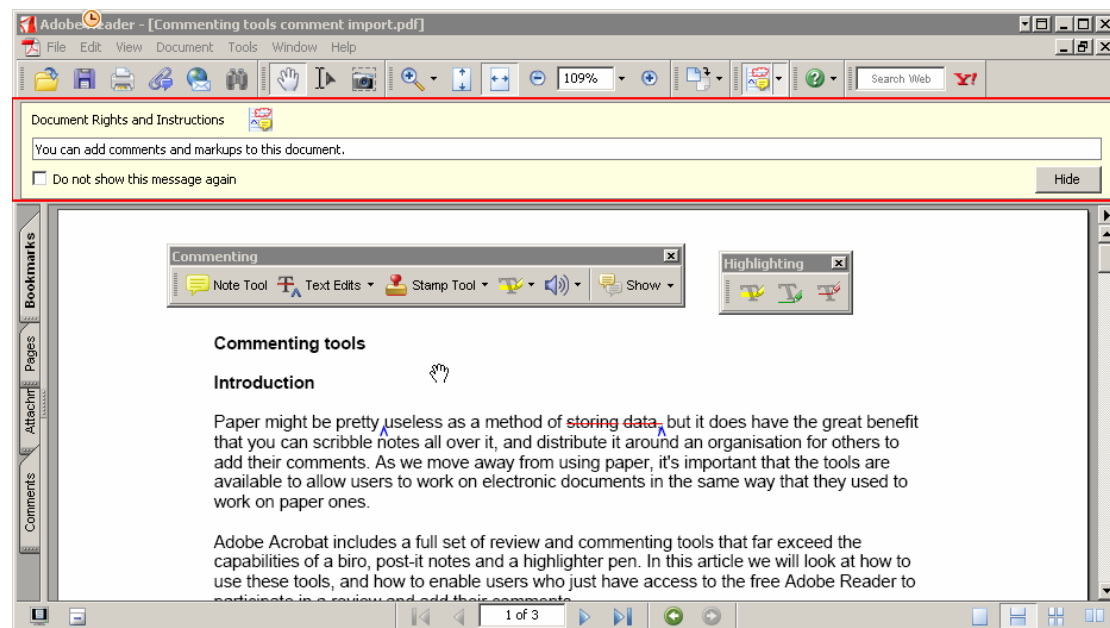 Adobe Reader - [Commenting tools comment import.pdf]
File Edit View Document Tools Window Help
109%
Search Web
Y!
Document Rights and Instructions
You can add comments and markups to this document.
Do not show this message again
Hide
Bookmarks
Pages
Attachm
Comments
Commenting
Note Tool Text Edits Stamp Tool Show
Highlighting
Commenting tools
Introduction
Paper might be pretty useless as a method of storing data, but it does have the great benefit
that you can scribble notes all over it, and distribute it around an organisation for others to
add their comments. As we move away from using paper, it's important that the tools are
available to allow users to work on electronic documents in the same way that they used to
work on paper ones.
Adobe Acrobat includes a full set of review and commenting tools that far exceed the
capabilities of a biro, post-it notes and a highlighter pen. In this article we will look at how to
use these tools, and how to enable users who just have access to the free Adobe Reader to
participate in a review and add their comments
1 of 3